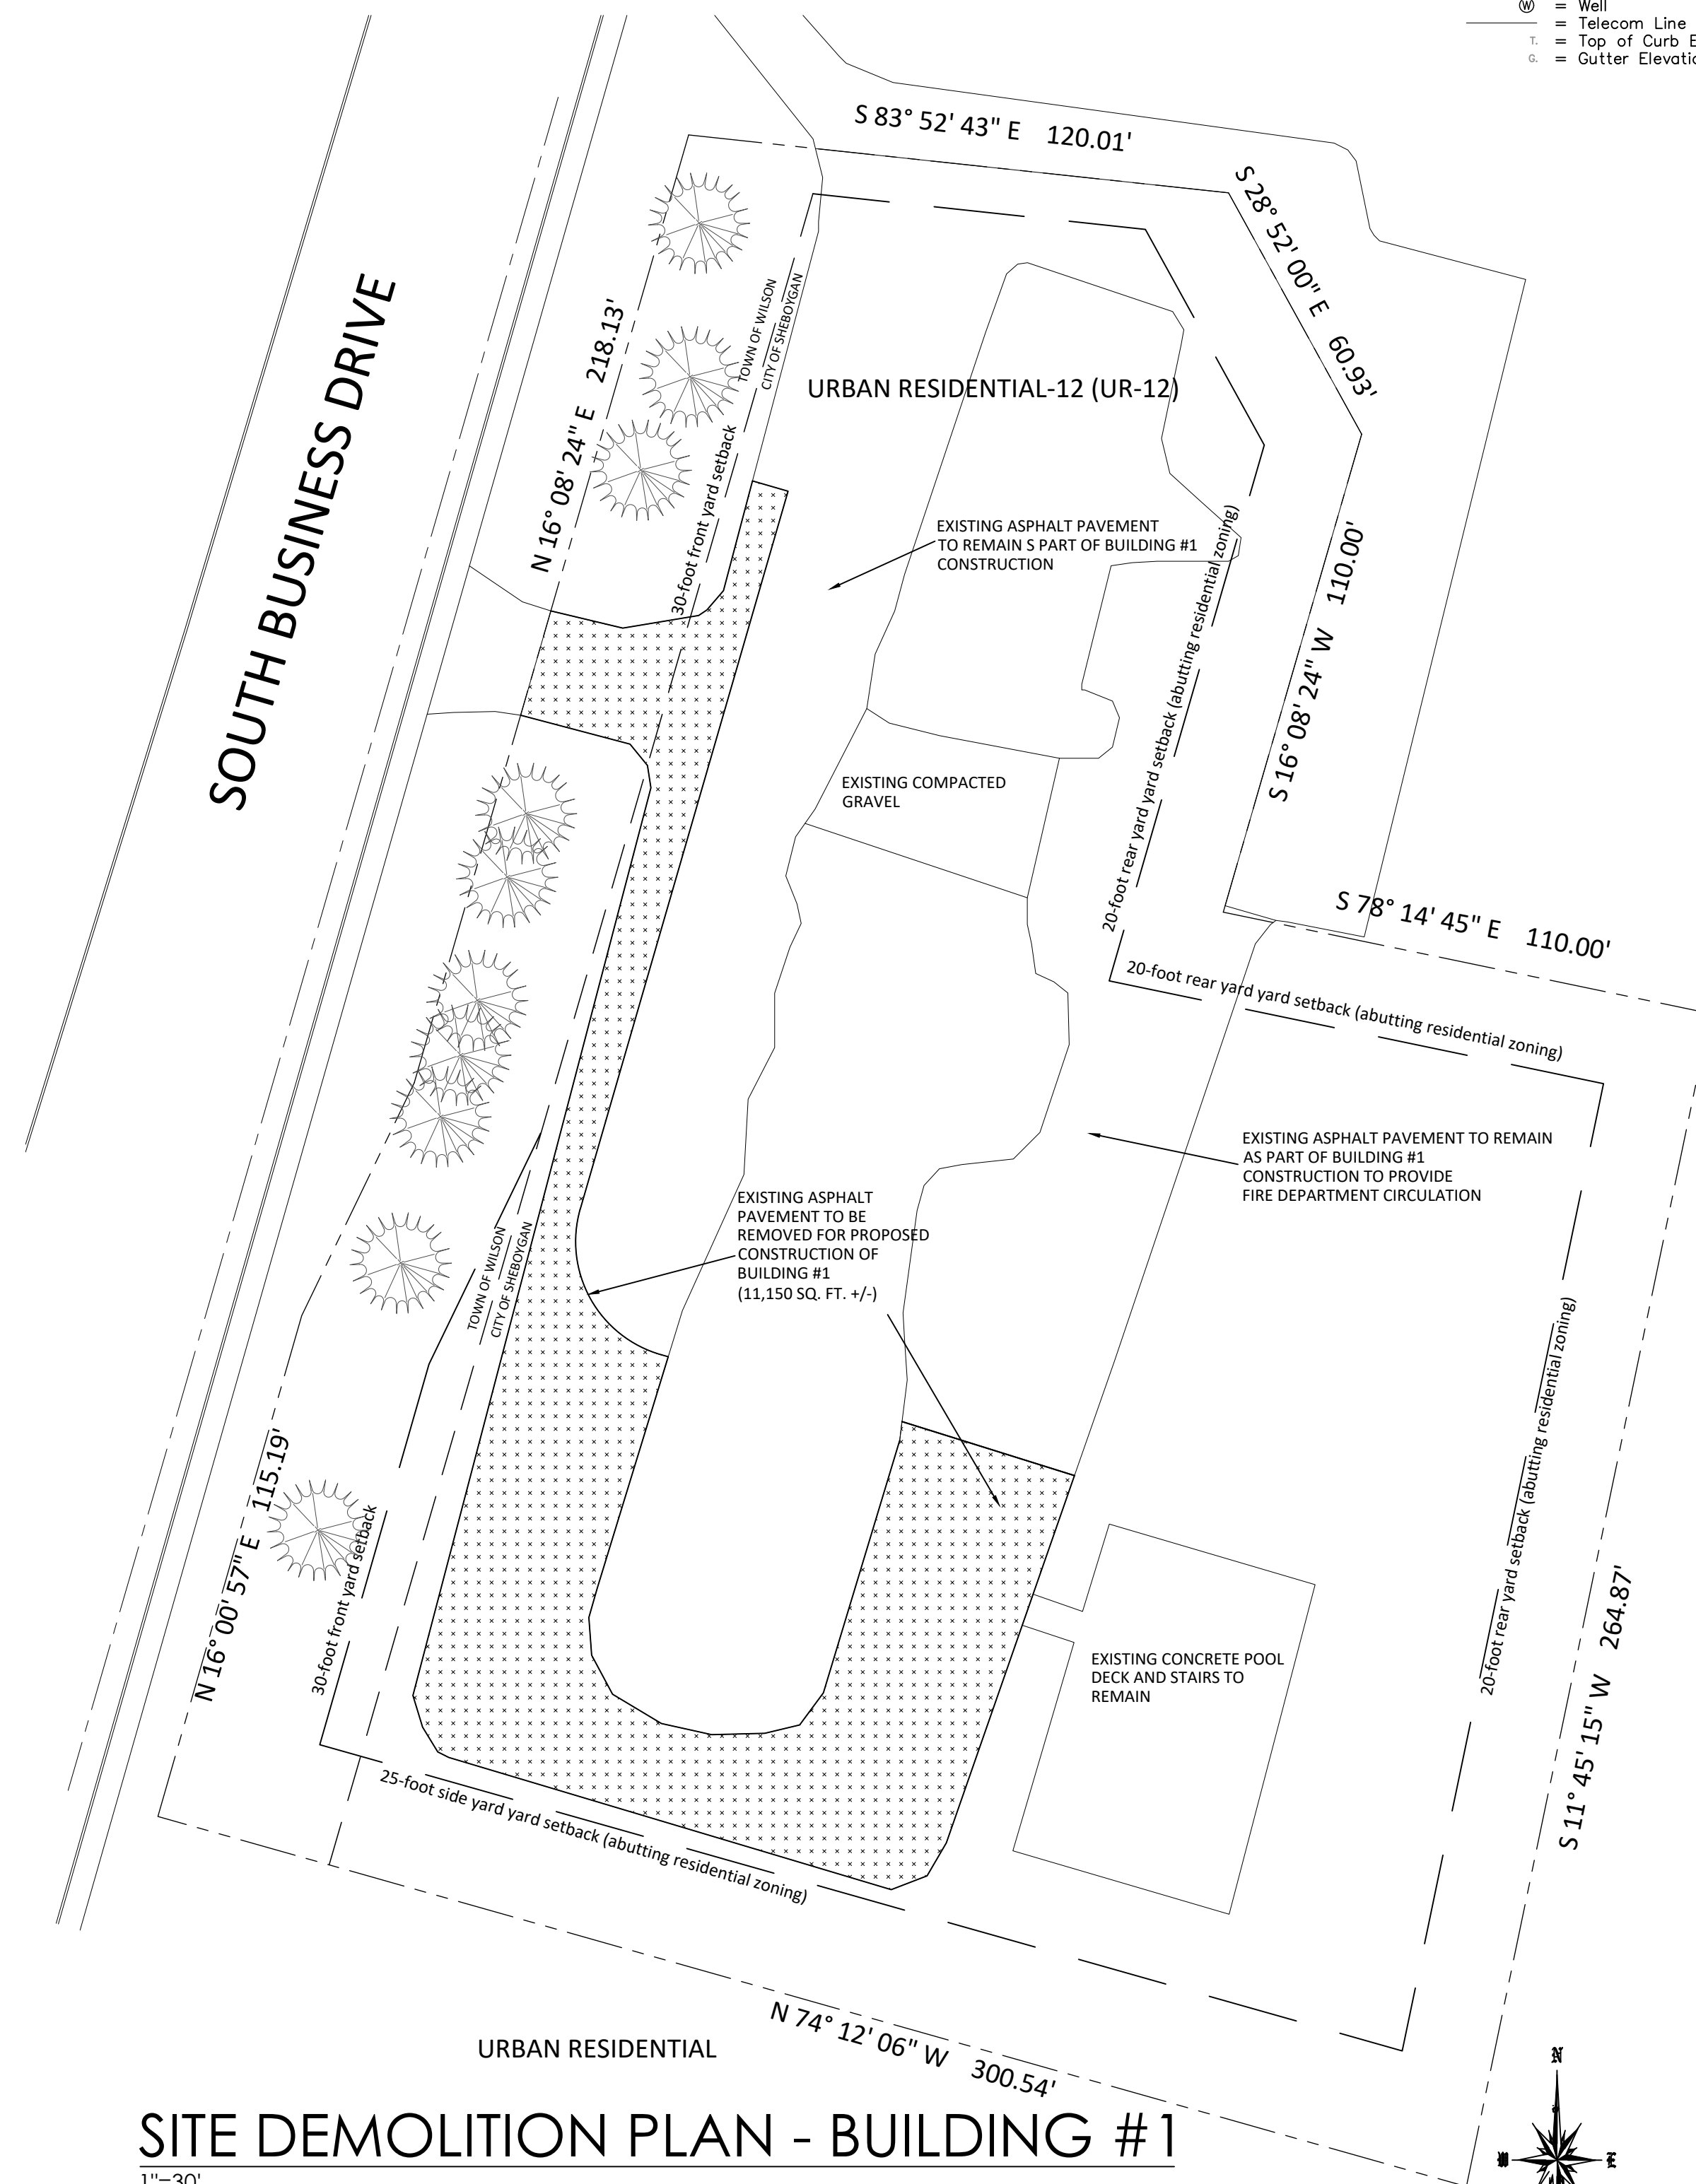 Ⓦ = Well
= Telecom Line
T. = Top of Curb E
G. = Gutter Elevatio
S 83° 52' 43" E 120.01'
S 28° 52' 00" E 60.93'
SOUTH BUSINESS DRIVE
N 16° 08' 24" E 218.13'
TOWN OF WILSON
CITY OF SHEBOYGAN
URBAN RESIDENTIAL-12 (UR-12)
30-foot front yard setback
EXISTING ASPHALT PAVEMENT
TO REMAIN S PART OF BUILDING #1
CONSTRUCTION
20-foot rear yard yard setback (abutting residential zoning)
S 16° 08' 24" W 110.00'
EXISTING COMPACTED
GRAVEL
S 78° 14' 45" E 110.00'
20-foot rear yard yard setback (abutting residential zoning)
EXISTING ASPHALT PAVEMENT TO REMAIN
AS PART OF BUILDING #1
CONSTRUCTION TO PROVIDE
FIRE DEPARTMENT CIRCULATION
EXISTING ASPHALT
PAVEMENT TO BE
REMOVED FOR PROPOSED
CONSTRUCTION OF
BUILDING #1
(11,150 SQ. FT. +/-)
TOWN OF WILSON
CITY OF SHEBOYGAN
20-foot rear yard setback (abutting residential zoning)
N 16° 00' 57" E 115.19'
30-foot front yard setback
S 11° 45' 15" W 264.87'
EXISTING CONCRETE POOL
DECK AND STAIRS TO
REMAIN
25-foot side yard yard setback (abutting residential zoning)
N 74° 12' 06" W 300.54'
URBAN RESIDENTIAL
N
E
SITE DEMOLITION PLAN - BUILDING #1
1"=30'